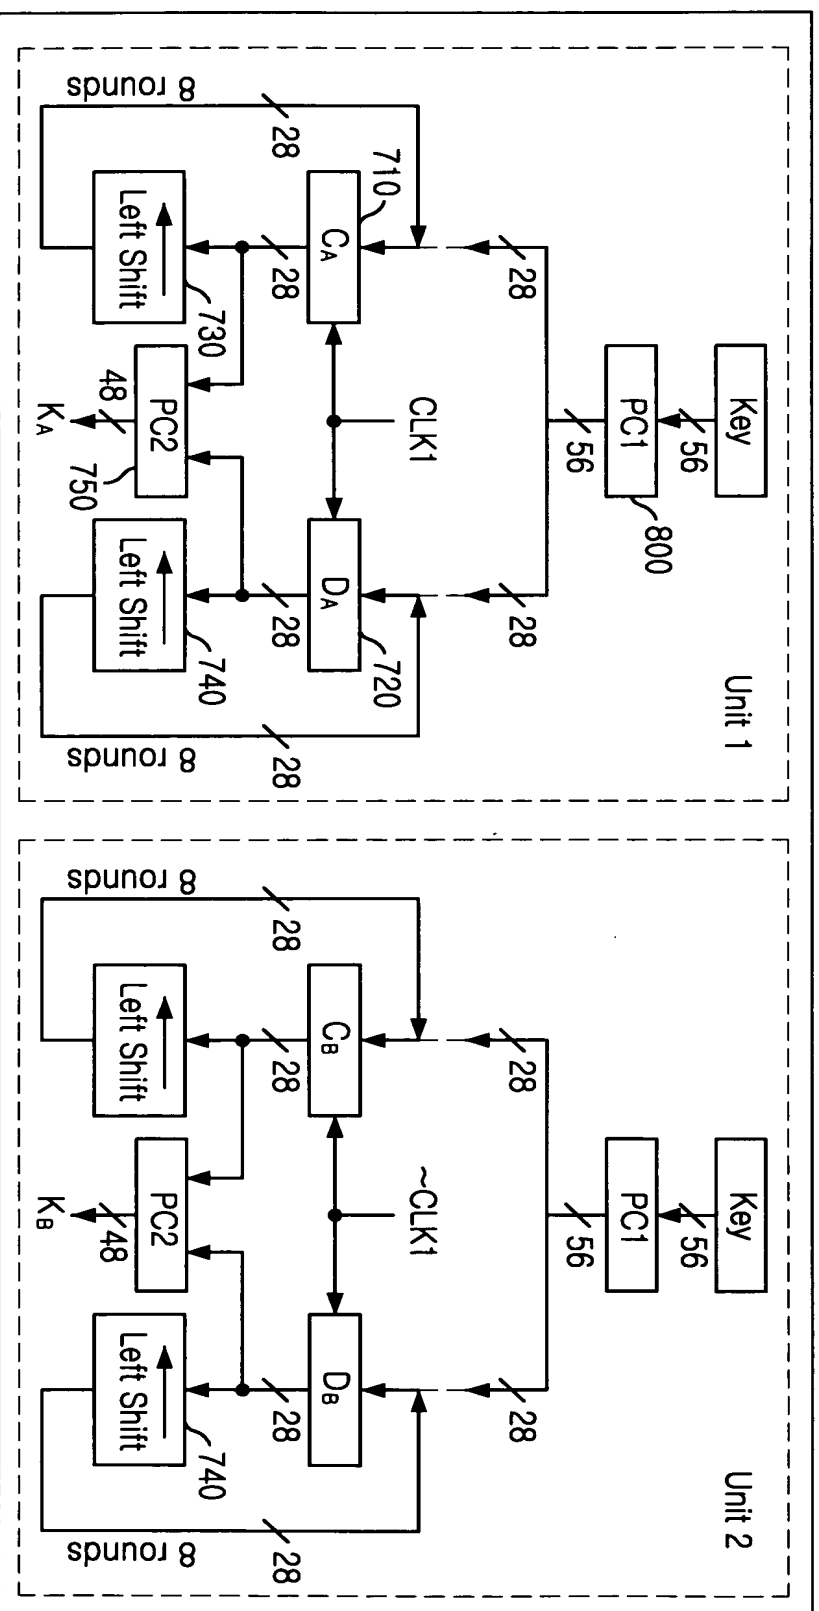 Unit 1
Key
56
PC1
800
56
28
28
CLK1
710
CA
DA
720
28
28
28
28
8 rounds
8 rounds
Left Shift
730
PC2
750
Left Shift
740
48
KA
Unit 2
Key
56
PC1
56
28
28
~CLK1
CB
DB
28
28
28
28
8 rounds
8 rounds
Left Shift
PC2
Left Shift
740
48
KB